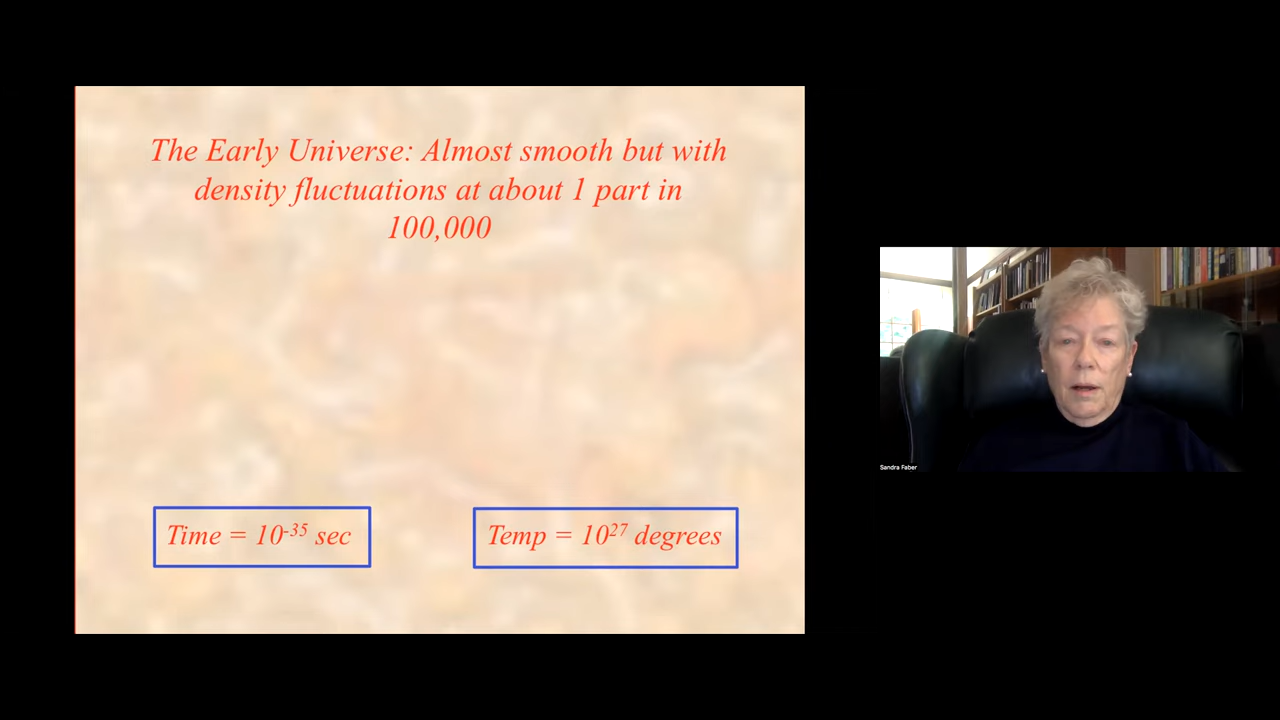 The Early Universe: Almost smooth but with
density fluctuations at about 1 part in
100,000
Time = 10⁻³⁵ sec
Temp = 10²⁷ degrees
Sandra Faber